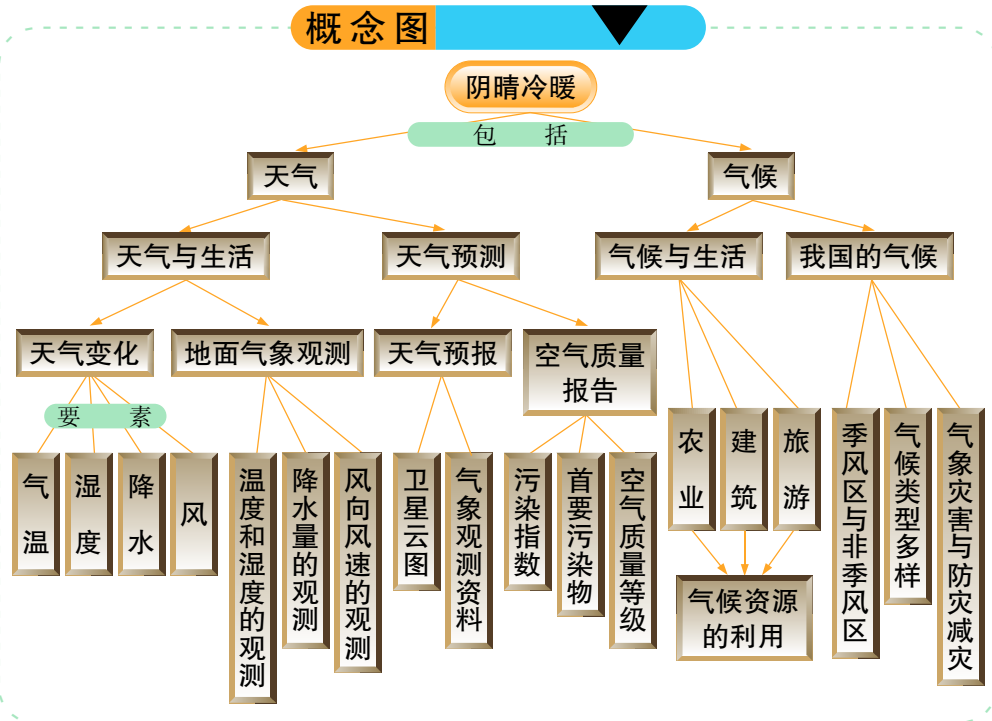 概念图
阴晴冷暖
包 括
天气
气候
天气与生活
天气预测
气候与生活
我国的气候
天气变化
地面气象观测
天气预报
空气质量
报告
要 素
气温
湿度
降水
风
温度和湿度的观测
降水量的观测
风向风速的观测
卫星云图
气象观测资料
污染指数
首要污染物
空气质量等级
农业
建筑
旅游
季风区与非季风区
气候类型多样
气象灾害与防灾减灾
气候资源
的利用